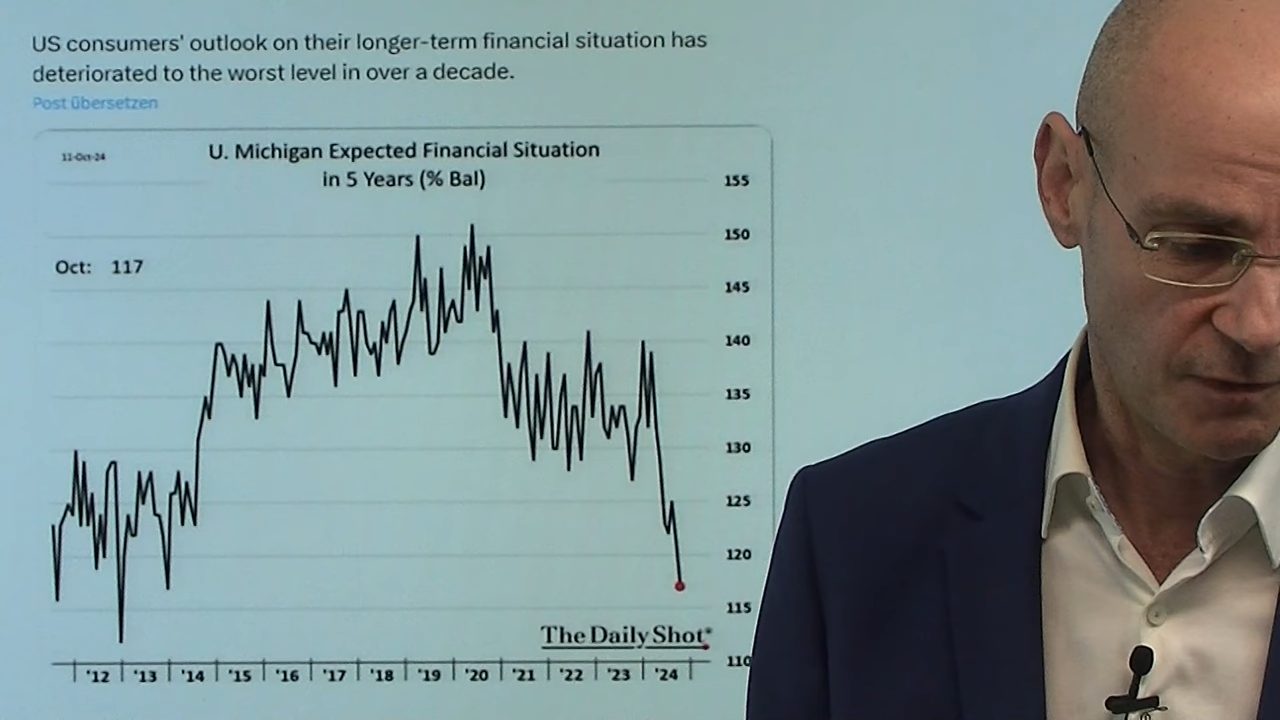 US consumers' outlook on their longer-term financial situation has
deteriorated to the worst level in over a decade.
Post übersetzen
11-Oct-24
U. Michigan Expected Financial Situation
in 5 Years (% Bal)
155
150
Oct: 117
145
140
135
130
125
120
115
The Daily Shot®
110
'12 '13 '14 '15 '16 '17 '18 '19 '20 '21 '22 '23 '24